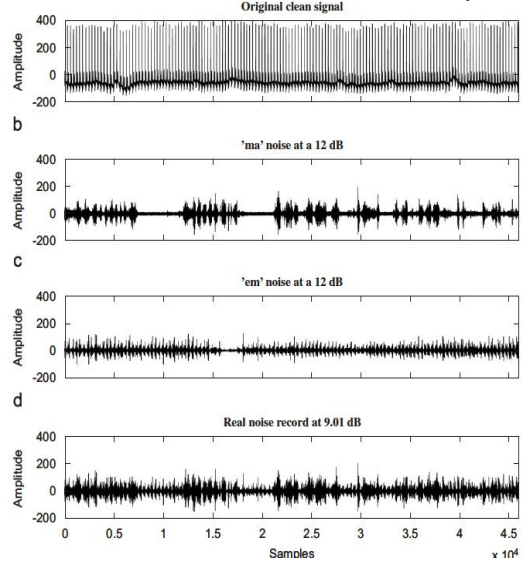 Original clean signal
400
200
0
-200
Amplitude
b
'ma' noise at a 12 dB
400
200
0
-200
Amplitude
c
'em' noise at a 12 dB
400
200
0
-200
Amplitude
d
Real noise record at 9.01 dB
400
200
0
-200
Amplitude
0 0.5 1 1.5 2 2.5 3 3.5 4 4.5
Samples
x 10⁴